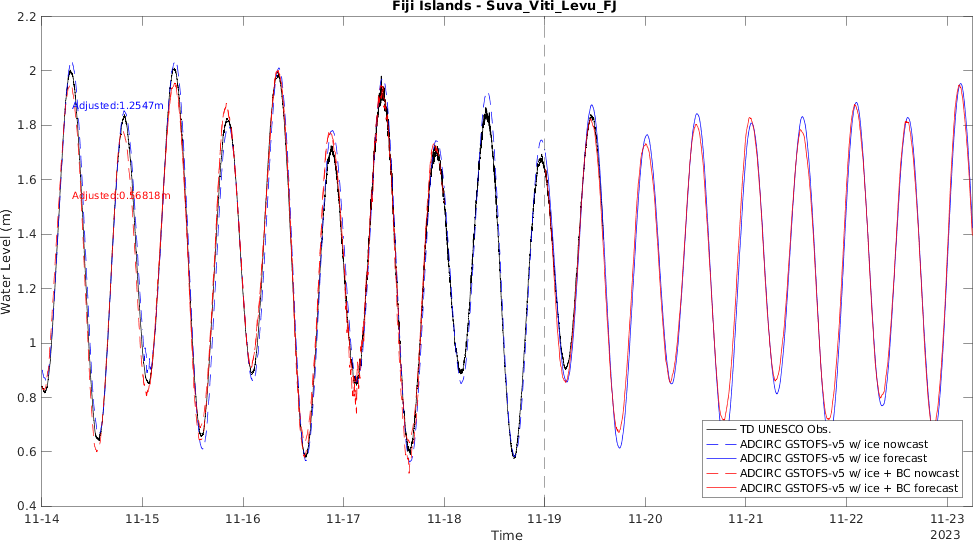 Fiji Islands - Suva_Viti_Levu_FJ
2.2
2
1.8
1.6
1.4
1.2
1
0.8
0.6
0.4
Water Level (m)
Adjusted:1.2547m
Adjusted:0.56818m
TD UNESCO Obs.
ADCIRC GSTOFS-v5 w/ ice nowcast
ADCIRC GSTOFS-v5 w/ ice forecast
ADCIRC GSTOFS-v5 w/ ice + BC nowcast
ADCIRC GSTOFS-v5 w/ ice + BC forecast
11-14 11-15 11-16 11-17 11-18 11-19 11-20 11-21 11-22 11-23
2023
Time